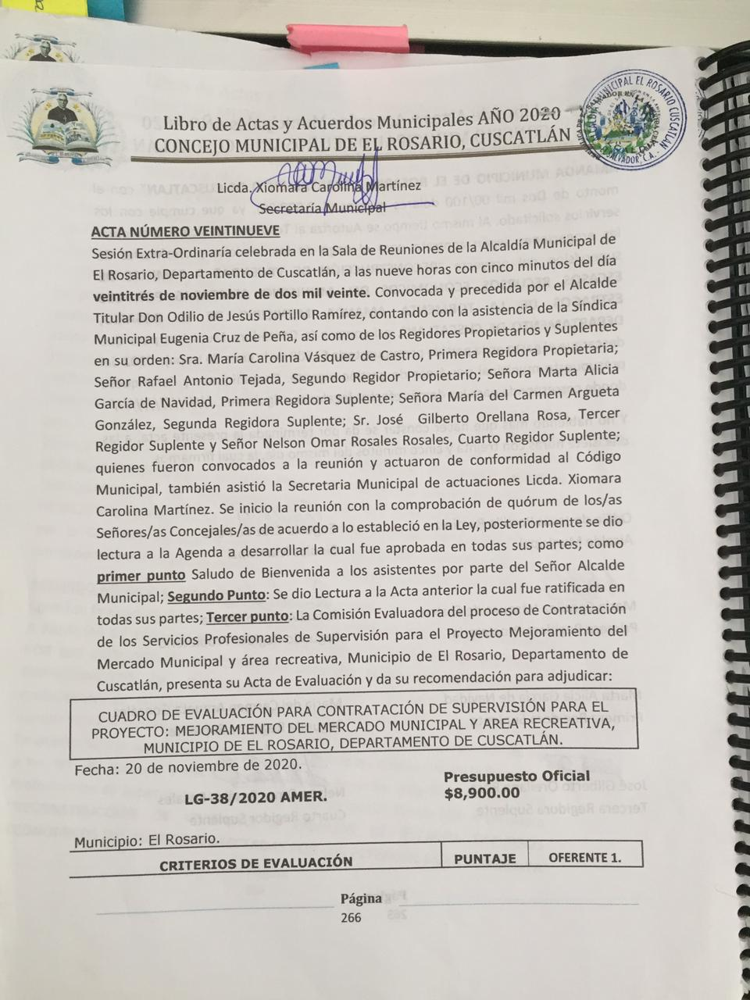 Libro de Actas y Acuerdos Municipales AÑO 2020
CONCEJO MUNICIPAL DE EL ROSARIO, CUSCATLÁN
MUNICIPAL EL ROSARIO CUSCATLÁN
SALVADOR, C.A.
Licda. Xiomara Carolina Martínez
Secretaría Municipal
ACTA NÚMERO VEINTINUEVE
Sesión Extra-Ordinaría celebrada en la Sala de Reuniones de la Alcaldía Municipal de
El Rosario, Departamento de Cuscatlán, a las nueve horas con cinco minutos del día
veintitrés de noviembre de dos mil veinte. Convocada y precedida por el Alcalde
Titular Don Odilio de Jesús Portillo Ramírez, contando con la asistencia de la Síndica
Municipal Eugenia Cruz de Peña, así como de los Regidores Propietarios y Suplentes
en su orden: Sra. María Carolina Vásquez de Castro, Primera Regidora Propietaria;
Señor Rafael Antonio Tejada, Segundo Regidor Propietario; Señora Marta Alicia
García de Navidad, Primera Regidora Suplente; Señora María del Carmen Argueta
González, Segunda Regidora Suplente; Sr. José Gilberto Orellana Rosa, Tercer
Regidor Suplente y Señor Nelson Omar Rosales Rosales, Cuarto Regidor Suplente;
quienes fueron convocados a la reunión y actuaron de conformidad al Código
Municipal, también asistió la Secretaria Municipal de actuaciones Licda. Xiomara
Carolina Martínez. Se inicio la reunión con la comprobación de quórum de los/as
Señores/as Concejales/as de acuerdo a lo estableció en la Ley, posteriormente se dio
lectura a la Agenda a desarrollar la cual fue aprobada en todas sus partes; como
primer punto Saludo de Bienvenida a los asistentes por parte del Señor Alcalde
Municipal; Segundo Punto: Se dio Lectura a la Acta anterior la cual fue ratificada en
todas sus partes; Tercer punto: La Comisión Evaluadora del proceso de Contratación
de los Servicios Profesionales de Supervisión para el Proyecto Mejoramiento del
Mercado Municipal y área recreativa, Municipio de El Rosario, Departamento de
Cuscatlán, presenta su Acta de Evaluación y da su recomendación para adjudicar:
CUADRO DE EVALUACIÓN PARA CONTRATACIÓN DE SUPERVISIÓN PARA EL
PROYECTO: MEJORAMIENTO DEL MERCADO MUNICIPAL Y AREA RECREATIVA,
MUNICIPIO DE EL ROSARIO, DEPARTAMENTO DE CUSCATLÁN.
Fecha: 20 de noviembre de 2020.
Presupuesto Oficial
LG-38/2020 AMER. $8,900.00
Municipio: El Rosario.
CRITERIOS DE EVALUACIÓN PUNTAJE OFERENTE 1.
Página
266